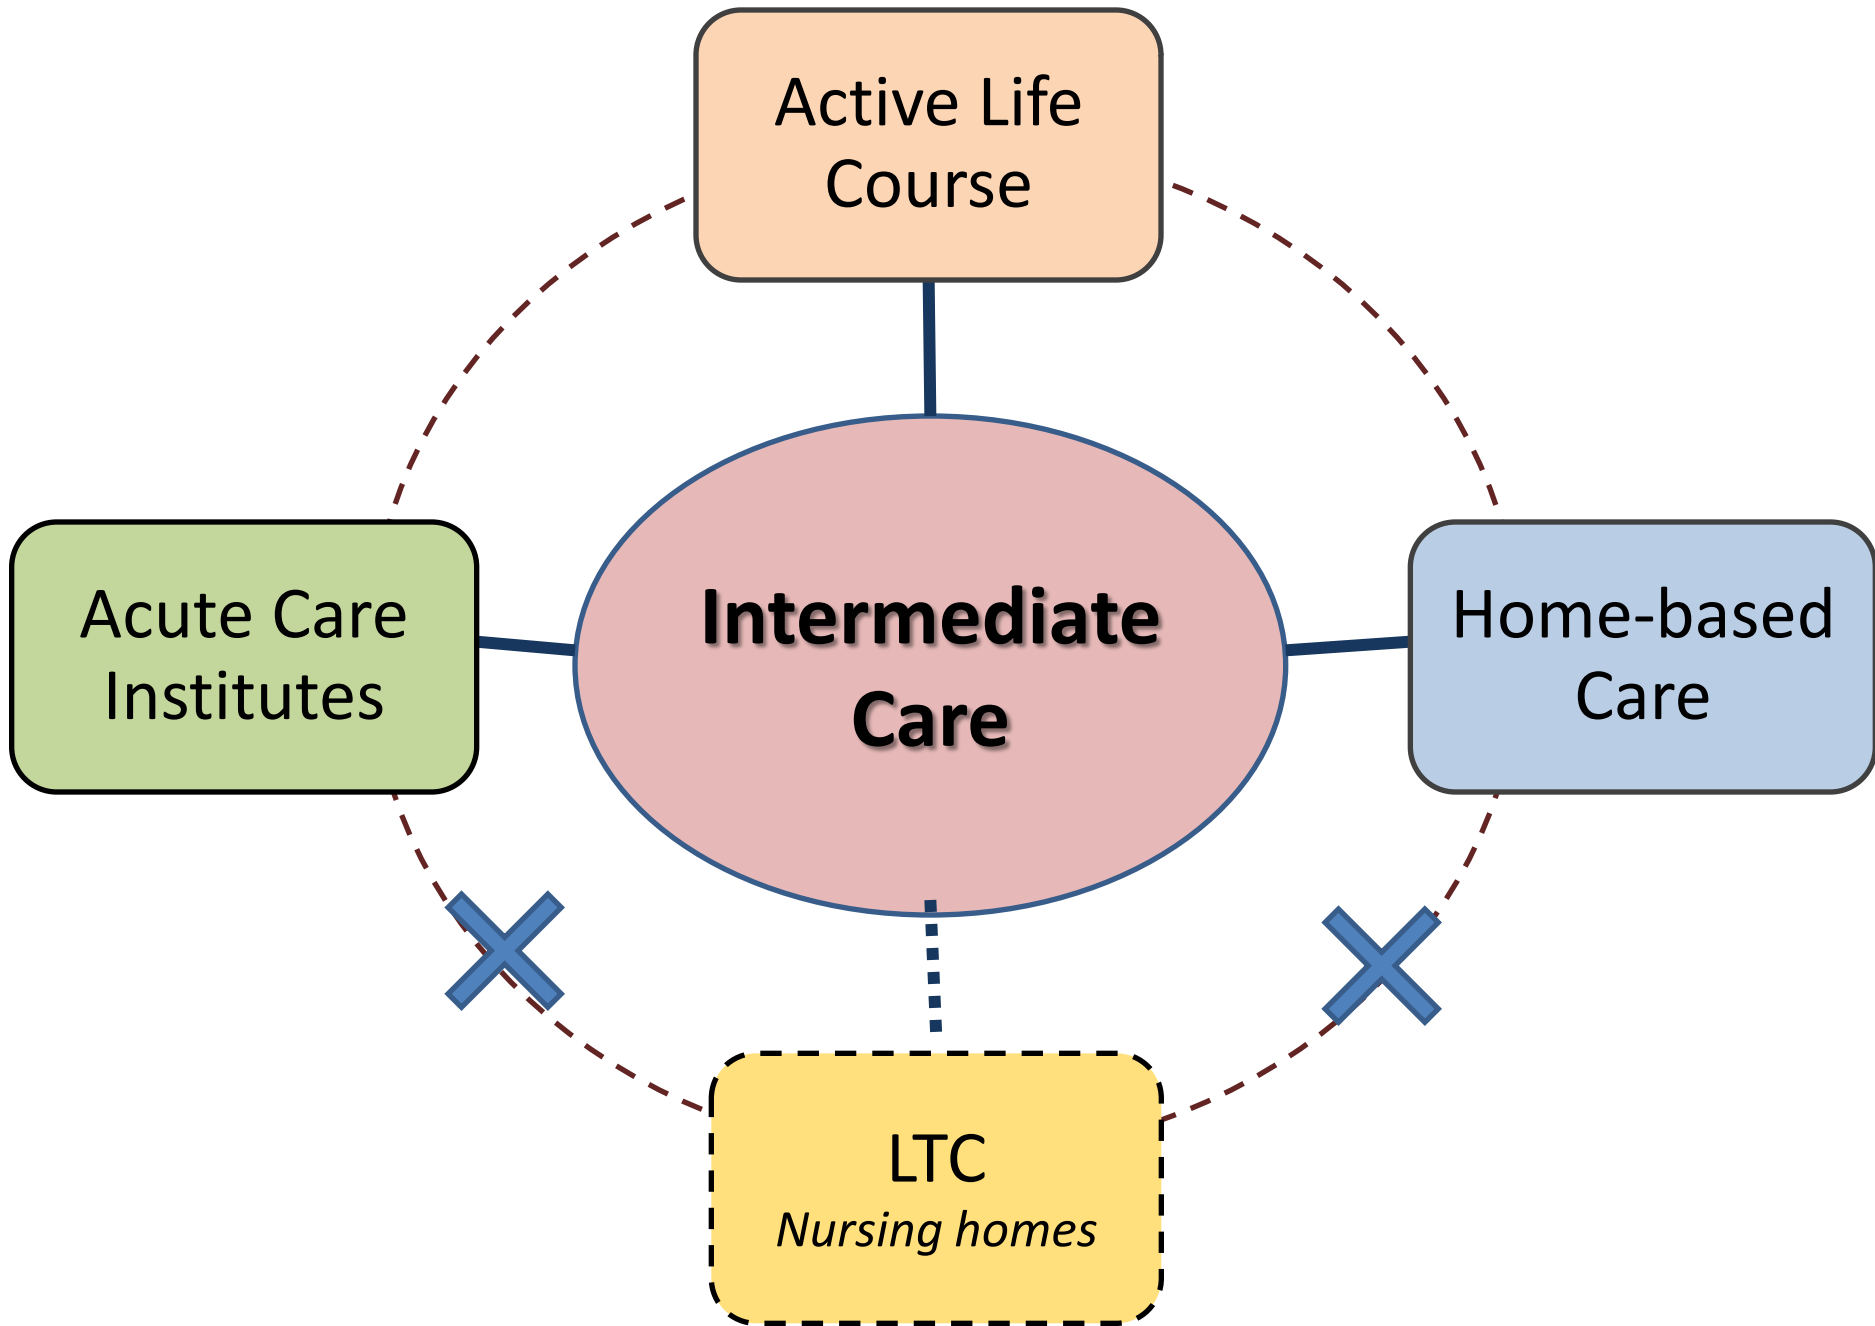 Active Life
Course
Acute Care
Institutes
Intermediate
Care
Home-based
Care
LTC
Nursing homes